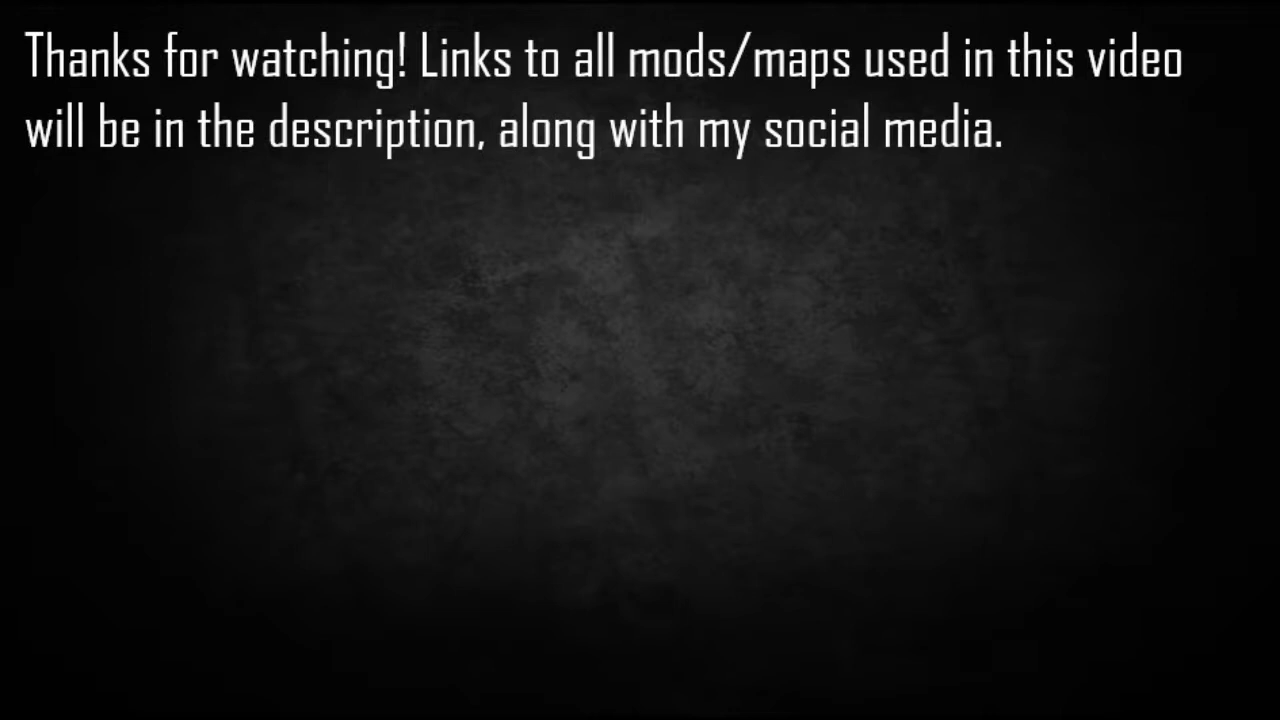 Thanks for watching! Links to all mods/maps used in this video
will be in the description, along with my social media.